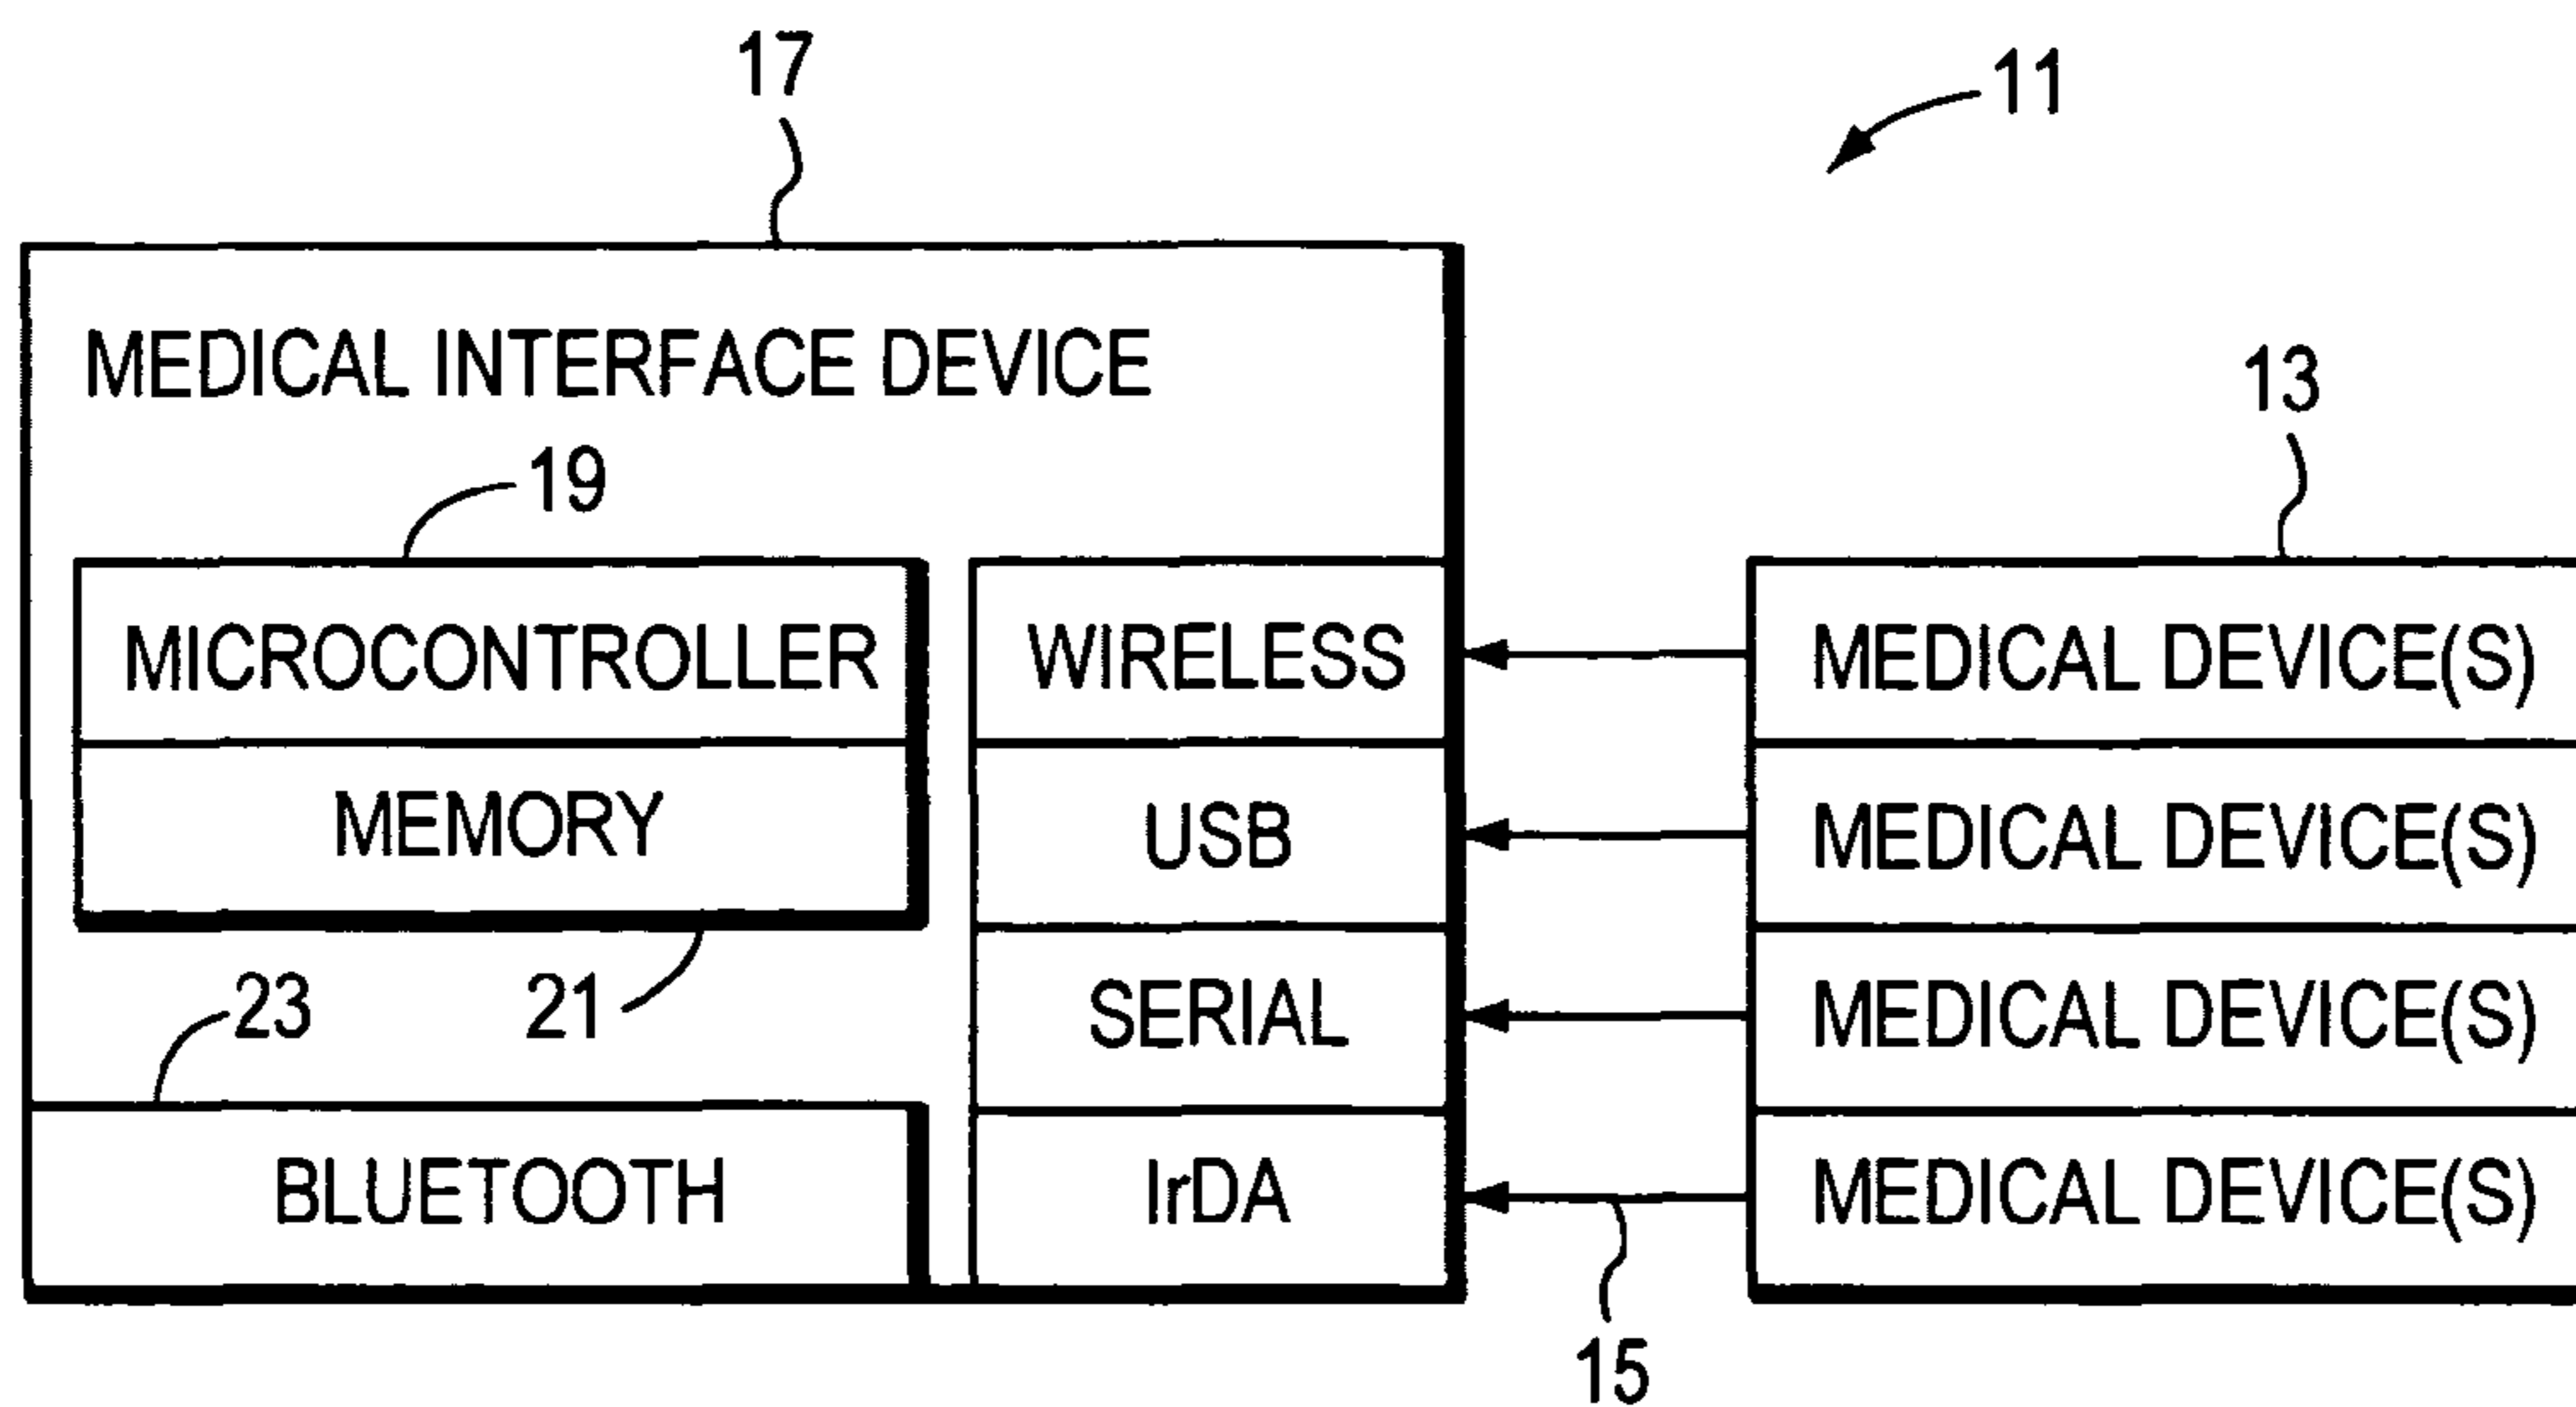 17
11
MEDICAL INTERFACE DEVICE
13
19
MICROCONTROLLER
WIRELESS
MEDICAL DEVICE(S)
MEMORY
USB
MEDICAL DEVICE(S)
23
21
SERIAL
MEDICAL DEVICE(S)
BLUETOOTH
IrDA
MEDICAL DEVICE(S)
15